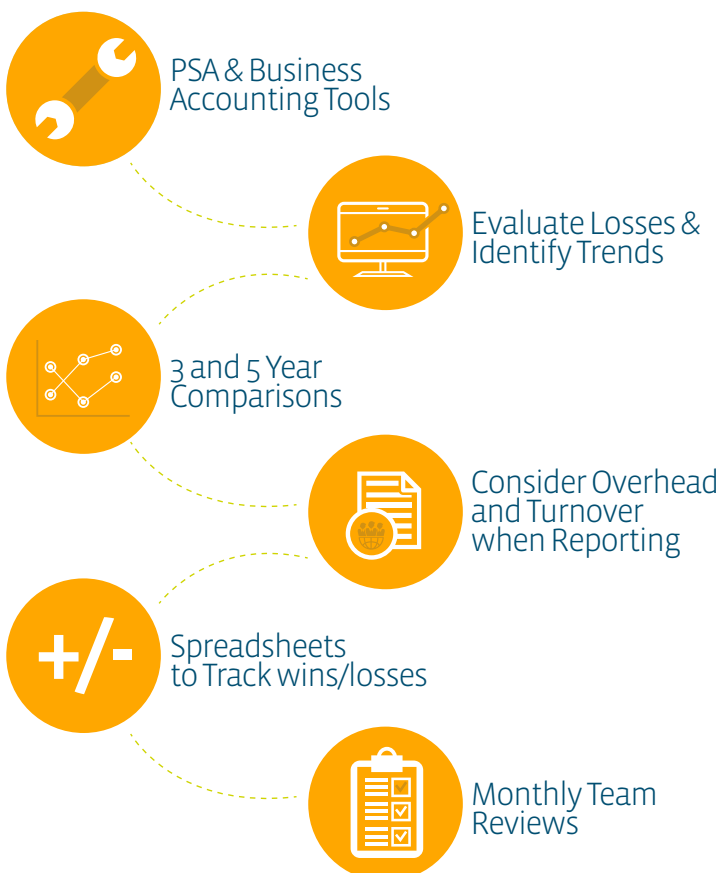 PSA & Business
Accounting Tools
Evaluate Losses &
Identify Trends
3 and 5 Year
Comparisons
Consider Overhead
and Turnover
when Reporting
+/-
Spreadsheets
to Track wins/losses
Monthly Team
Reviews